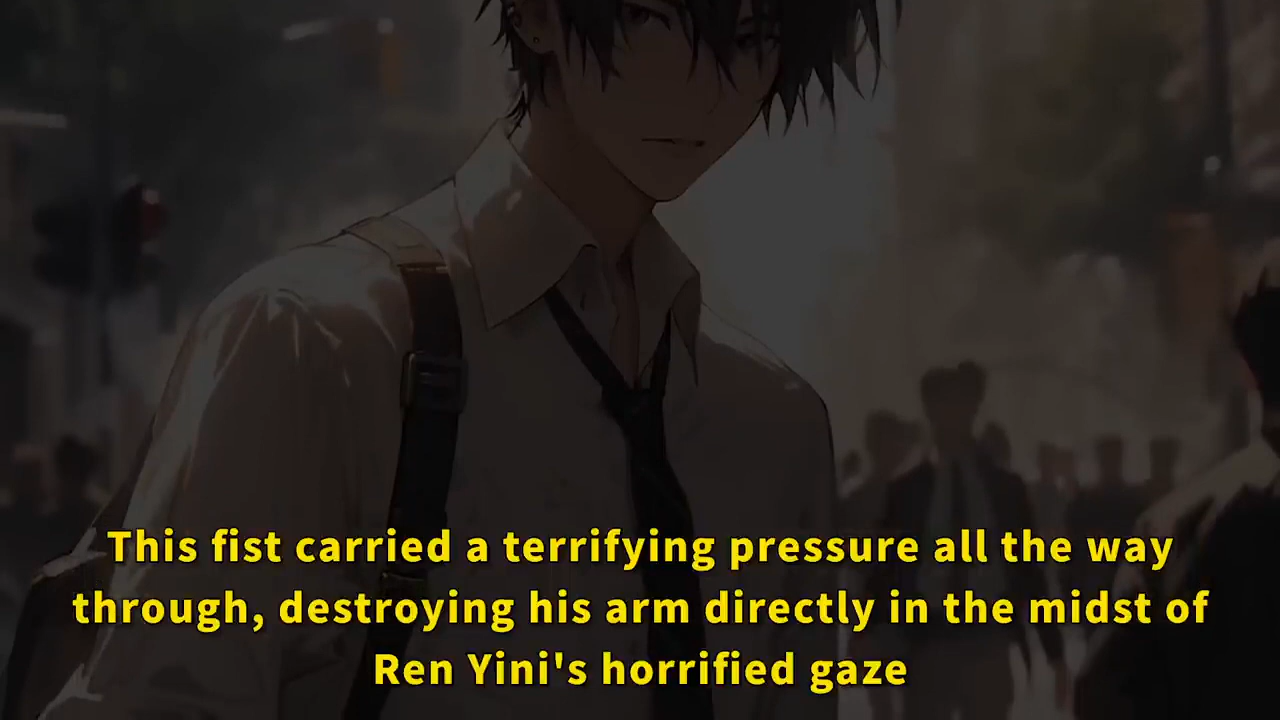 This fist carried a terrifying pressure all the way
through, destroying his arm directly in the midst of
Ren Yini's horrified gaze